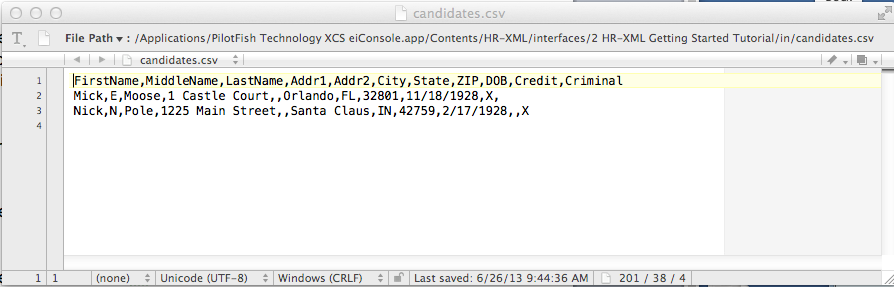 candidates.csv
File Path ▾ : /Applications/PilotFish Technology XCS eiConsole.app/Contents/HR-XML/interfaces/2 HR-XML Getting Started Tutorial/in/candidates.csv
candidates.csv
1 FirstName,MiddleName,LastName,Addr1,Addr2,City,State,ZIP,DOB,Credit,Criminal
2 Mick,E,Moose,1 Castle Court,,Orlando,FL,32801,11/18/1928,X,
3 Nick,N,Pole,1225 Main Street,,Santa Claus,IN,42759,2/17/1928,,X
4
1 1 (none) Unicode (UTF-8) Windows (CRLF) Last saved: 6/26/13 9:44:36 AM 201 / 38 / 4